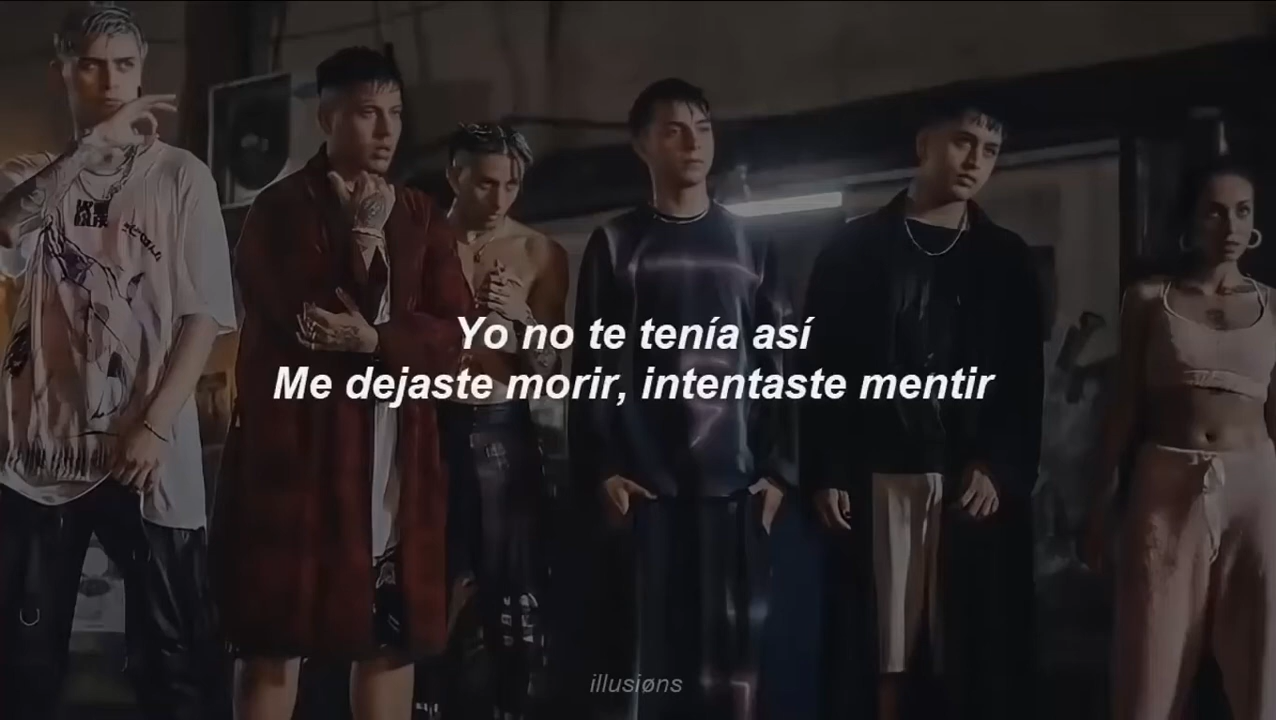 Yo no te tenía así
Me dejaste morir, intentaste mentir
illusiøns